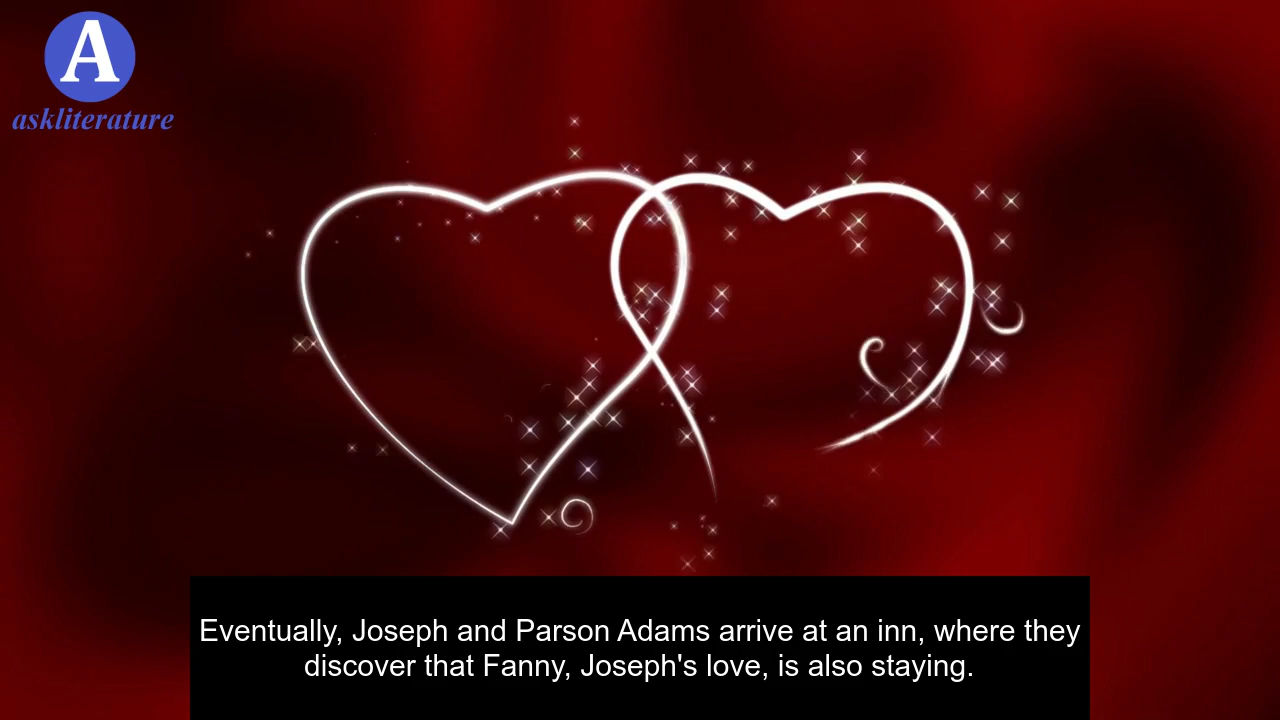 A
askliterature
Eventually, Joseph and Parson Adams arrive at an inn, where they
discover that Fanny, Joseph's love, is also staying.